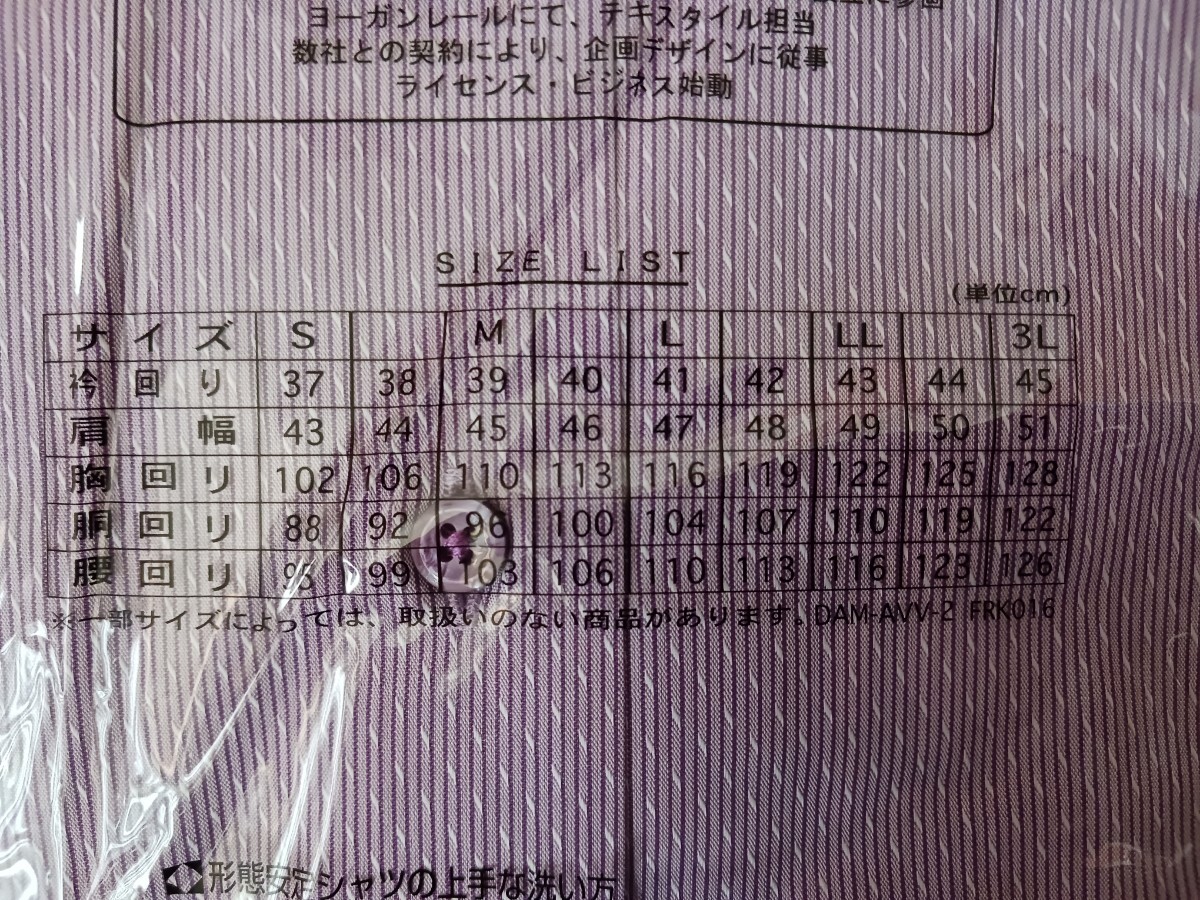 ヨーガンレールにて、テキスタイル担当
数社との契約により、企画デザインに従事
ライセンス・ビジネス始動
SIZE LIST
(単位cm)
サイズ S M L LL 3L
衿回り 37 38 39 40 41 42 43 44 45
肩幅 43 44 45 46 47 48 49 50 51
胸回り 102 106 110 113 116 119 122 125 128
胴回り 88 92 96 100 104 107 110 119 122
腰回り 95 99 103 106 110 113 116 123 126
※一部サイズによっては、取扱いのない商品があります。DAM-AVV-2 FRK016
形態安定シャツの上手な洗い方